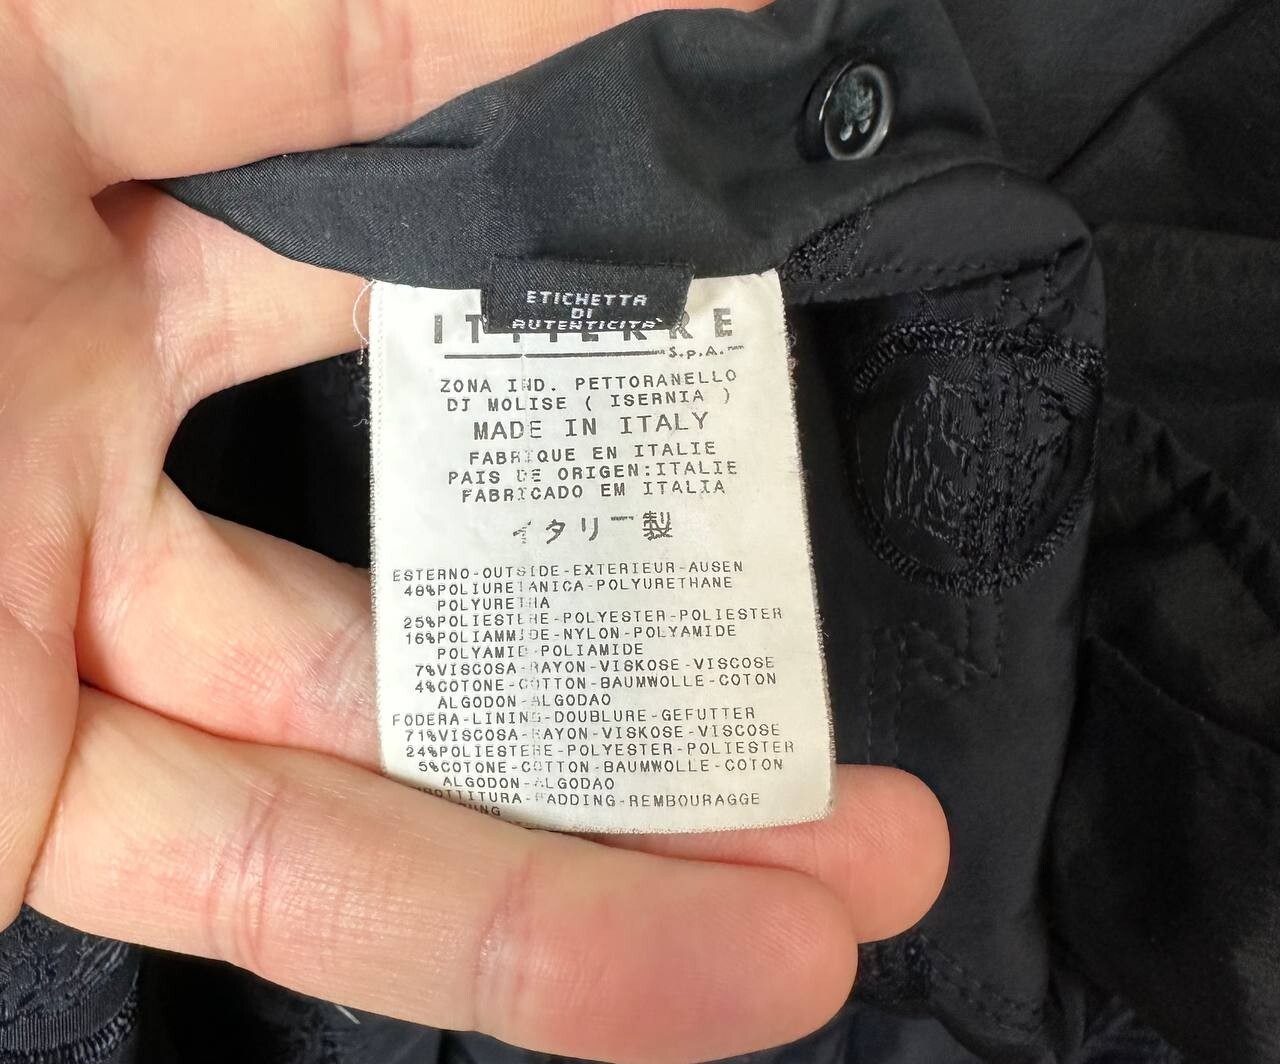 ETICHETTA
DI
AUTENTICITA'
S.p.A.
ZONA IND. PETTORANELLO
DI MOLISE ( ISERNIA )
MADE IN ITALY
FABRIQUE EN ITALIE
PAIS DE ORIGEN:ITALIE
FABRICADO EM ITALIA
イタリー製
ESTERNO-OUTSIDE-EXTERIEUR-AUSEN
48%POLIURETANICA-POLYURETHANE
POLYURETHA
25%POLIESTERE-POLYESTER-POLIESTER
16%POLIAMMIDE-NYLON-POLYAMIDE
POLYAMID-POLIAMIDE
7%VISCOSA-RAYON-VISKOSE-VISCOSE
4%COTONE-COTTON-BAUMWOLLE-COTON
ALGODON-ALGODAO
FODERA-LINING-DOUBLURE-GEFUTTER
71%VISCOSA-RAYON-VISKOSE-VISCOSE
24%POLIESTERE-POLYESTER-POLIESTER
5%COTONE-COTTON-BAUMWOLLE-COTON
ALGODON-ALGODAO
-PADDING-REMBOURAGGE